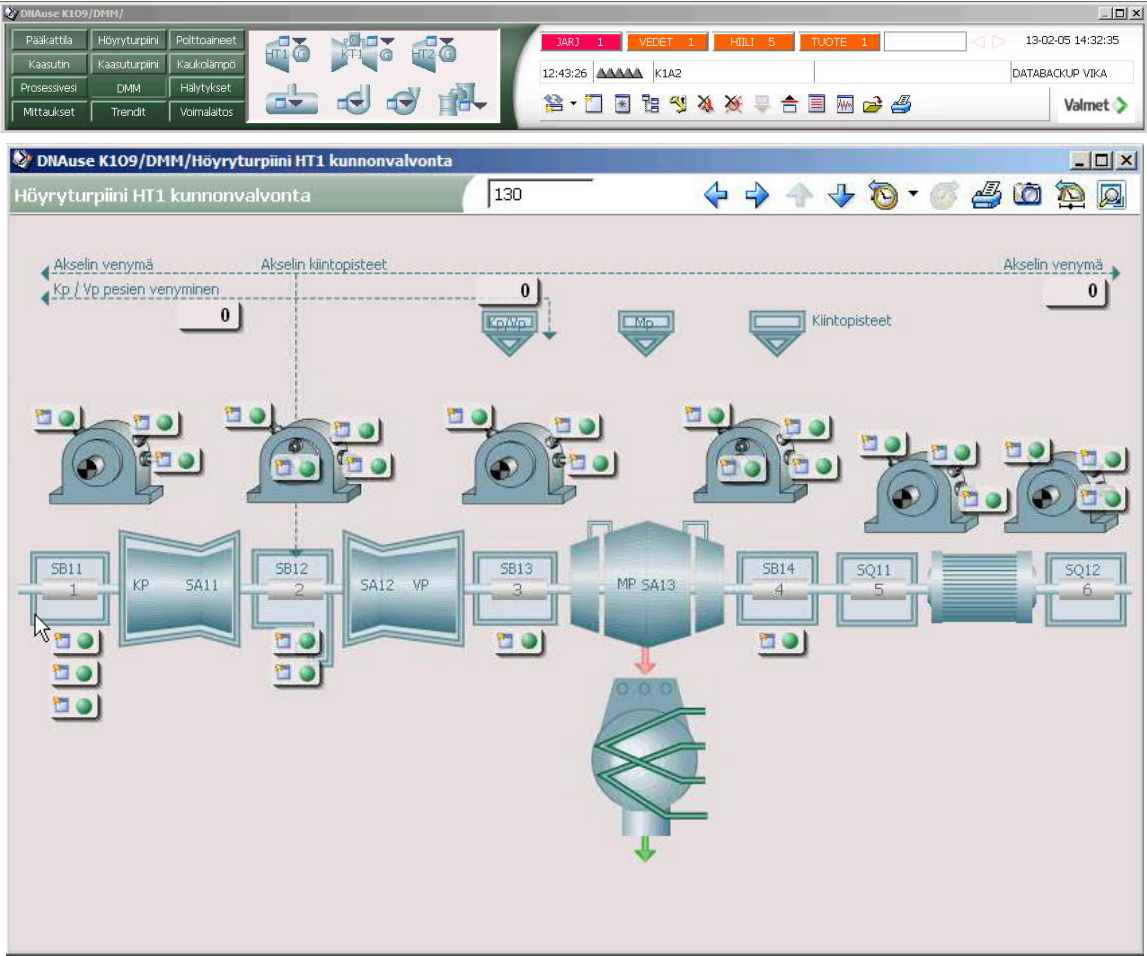 DNAuse K1O9/DMM/
Pääkattila Höyryturpiini Polttoaineet
Kaasutin Kaasuturpiini Kaukolämpö
Prosessivesi DMM Hälytykset
Mittaukset Trendit Voimalaitos
HT1 G KT1 G HT2 G
JARJ 1 VEDET 1 HIILI 5 TUOTE 1 13-02-05 14:32:35
12:43:26 K1A2 DATABACKUP VIKA
Valmet
DNAuse K1O9/DMM/Höyryturpiini HT1 kunnonvalvonta
Höyryturpiini HT1 kunnonvalvonta 130
Akselin venymä Akselin kiintopisteet Akselin venymä
Kp / Vp pesien venyminen 0 0
0
Kp/Vp Mp Kiintopisteet
SB11 SB12 SB13 SB14 SQ11 SQ12
1 KP SA11 2 SA12 VP 3 MP SA13 4 5 6